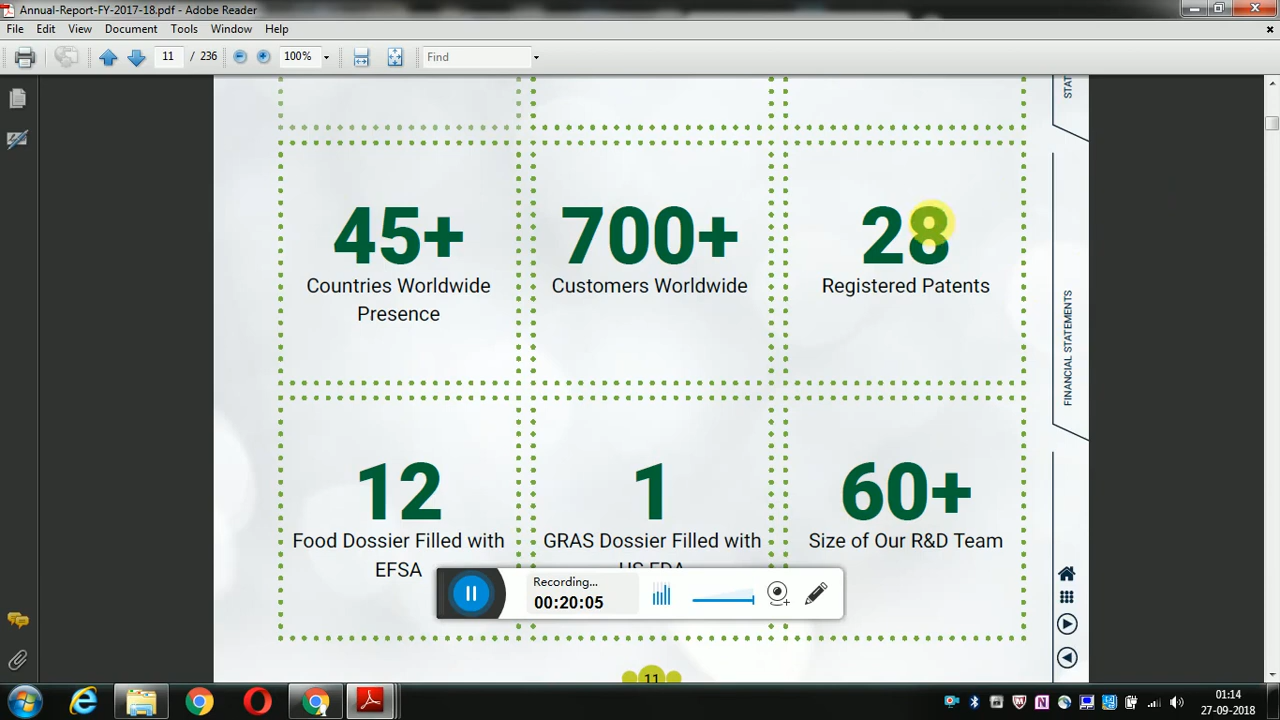 Annual-Report-FY-2017-18.pdf - Adobe Reader
File Edit View Document Tools Window Help
11 / 236 100% Find
STAT
45+ 700+ 28
Countries Worldwide Customers Worldwide Registered Patents
Presence
FINANCIAL STATEMENTS
12 1 60+
Food Dossier Filled with GRAS Dossier Filled with Size of Our R&D Team
EFSA US FDA
Recording...
00:20:05
11
01:14
27-09-2018